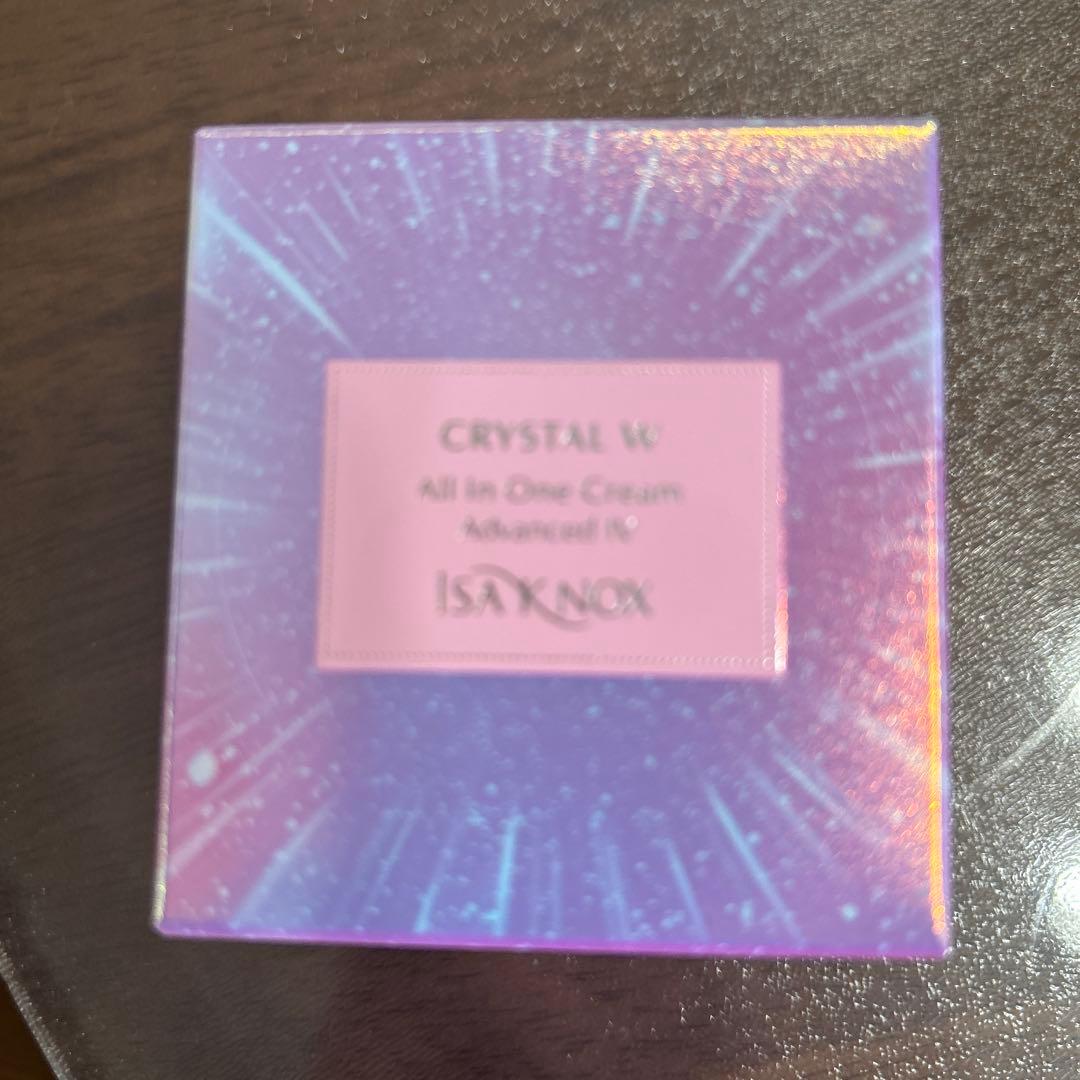 CRYSTAL W
All In One Cream
Advanced IV
ISA KNOX